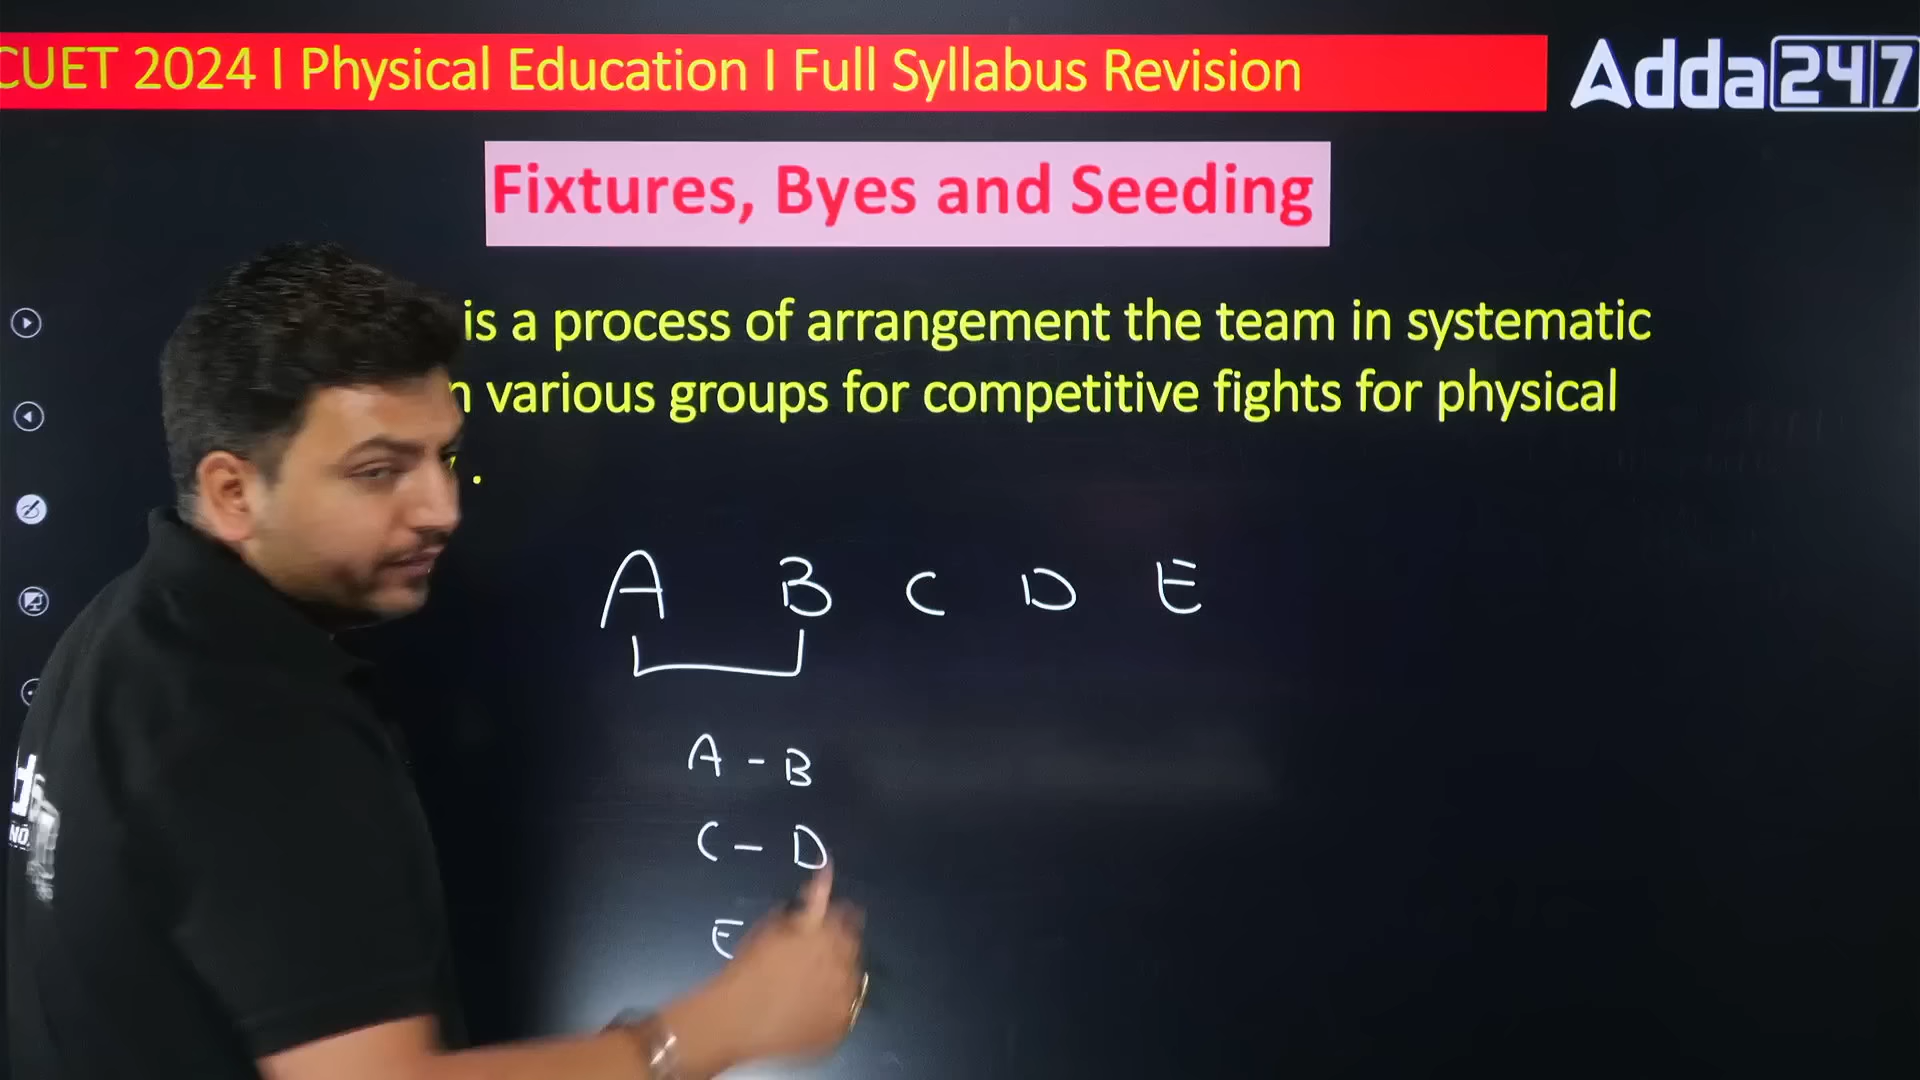 CUET 2024 I Physical Education I Full Syllabus Revision
Adda247
Fixtures, Byes and Seeding
is a process of arrangement the team in systematic
various groups for competitive fights for physical
.
A B C D E
A - B
C - D
E
NO.